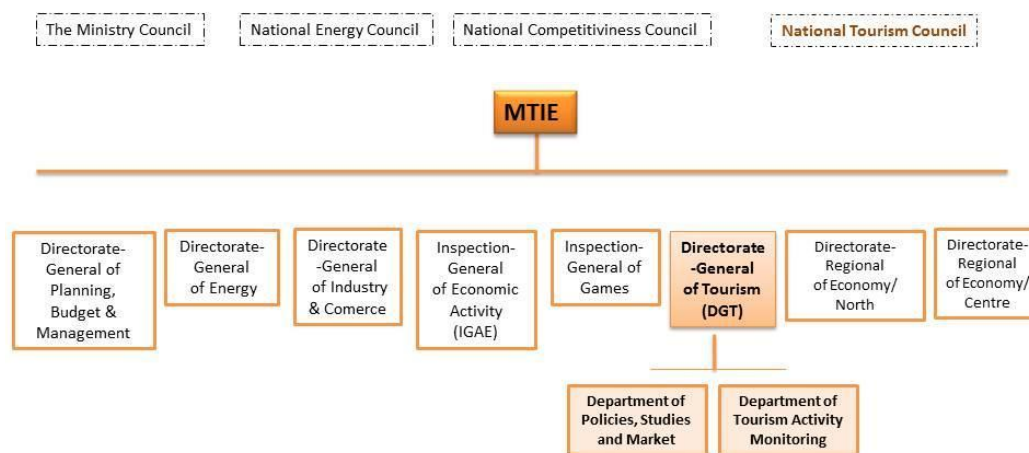 The Ministry Council
National Energy Council
National Competitiviness Council
National Tourism Council
MTIE
Directorate-
General of
Planning,
Budget &
Management
Directorate-
General
of Energy
Directorate
-General
of Industry
& Comerce
Inspection-
General
of Economic
Activity
(IGAE)
Inspection-
General of
Games
Directorate
-General
of Tourism
(DGT)
Directorate-
Regional
of Economy/
North
Directorate-
Regional
of Economy/
Centre
Department of
Policies, Studies
and Market
Department of
Tourism Activity
Monitoring